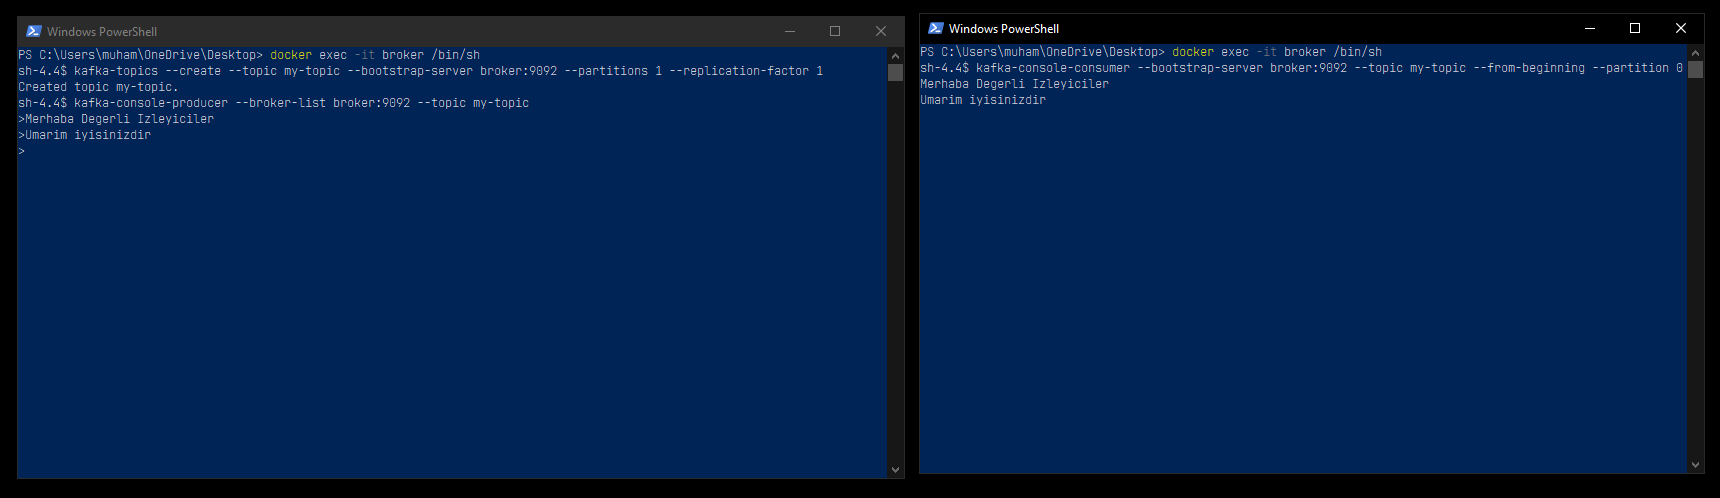 Windows PowerShell
PS C:\Users\muham\OneDrive\Desktop> docker exec -it broker /bin/sh
sh-4.4$ kafka-topics --create --topic my-topic --bootstrap-server broker:9092 --partitions 1 --replication-factor 1
Created topic my-topic.
sh-4.4$ kafka-console-producer --broker-list broker:9092 --topic my-topic
>Merhaba Degerli Izleyiciler
>Umarim iyisinizdir
>
Windows PowerShell
PS C:\Users\muham\OneDrive\Desktop> docker exec -it broker /bin/sh
sh-4.4$ kafka-console-consumer --bootstrap-server broker:9092 --topic my-topic --from-beginning --partition 0
Merhaba Degerli Izleyiciler
Umarim iyisinizdir